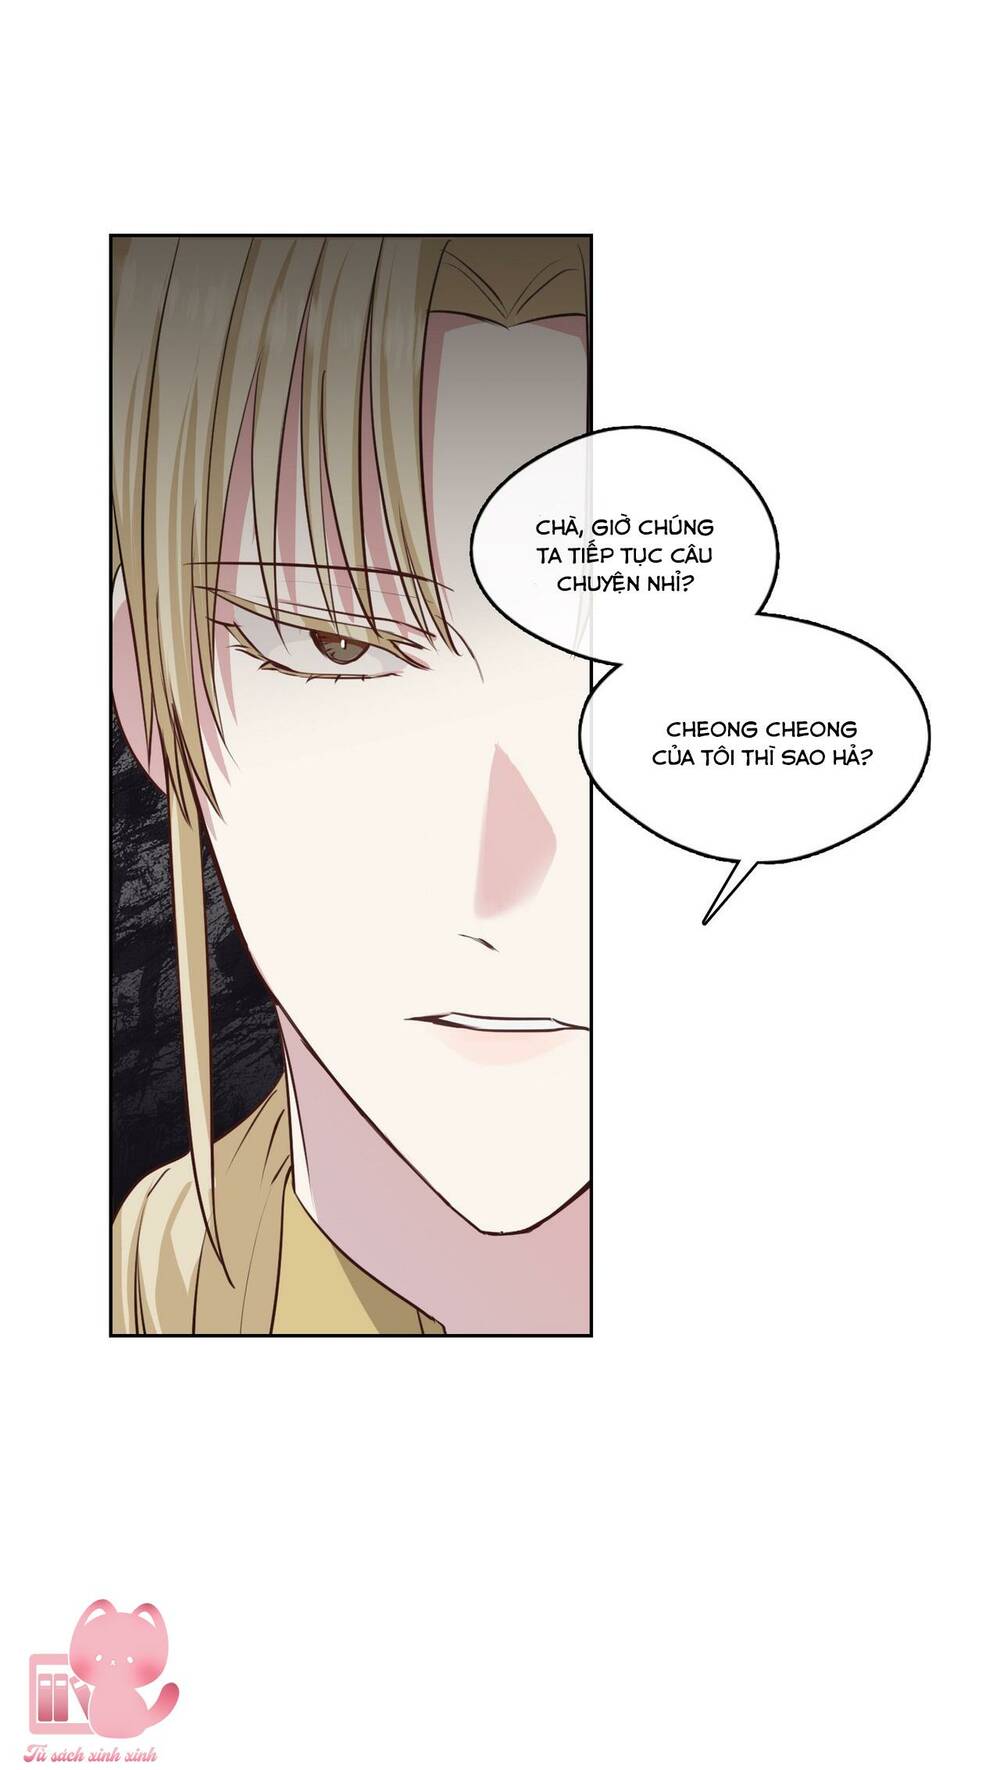 CHÀ, GIỜ CHÚNG
TA TIẾP TỤC CÂU
CHUYỆN NHỈ?
CHEONG CHEONG
CỦA TÔI THÌ SAO HẢ?
Tủ sách xinh xinh